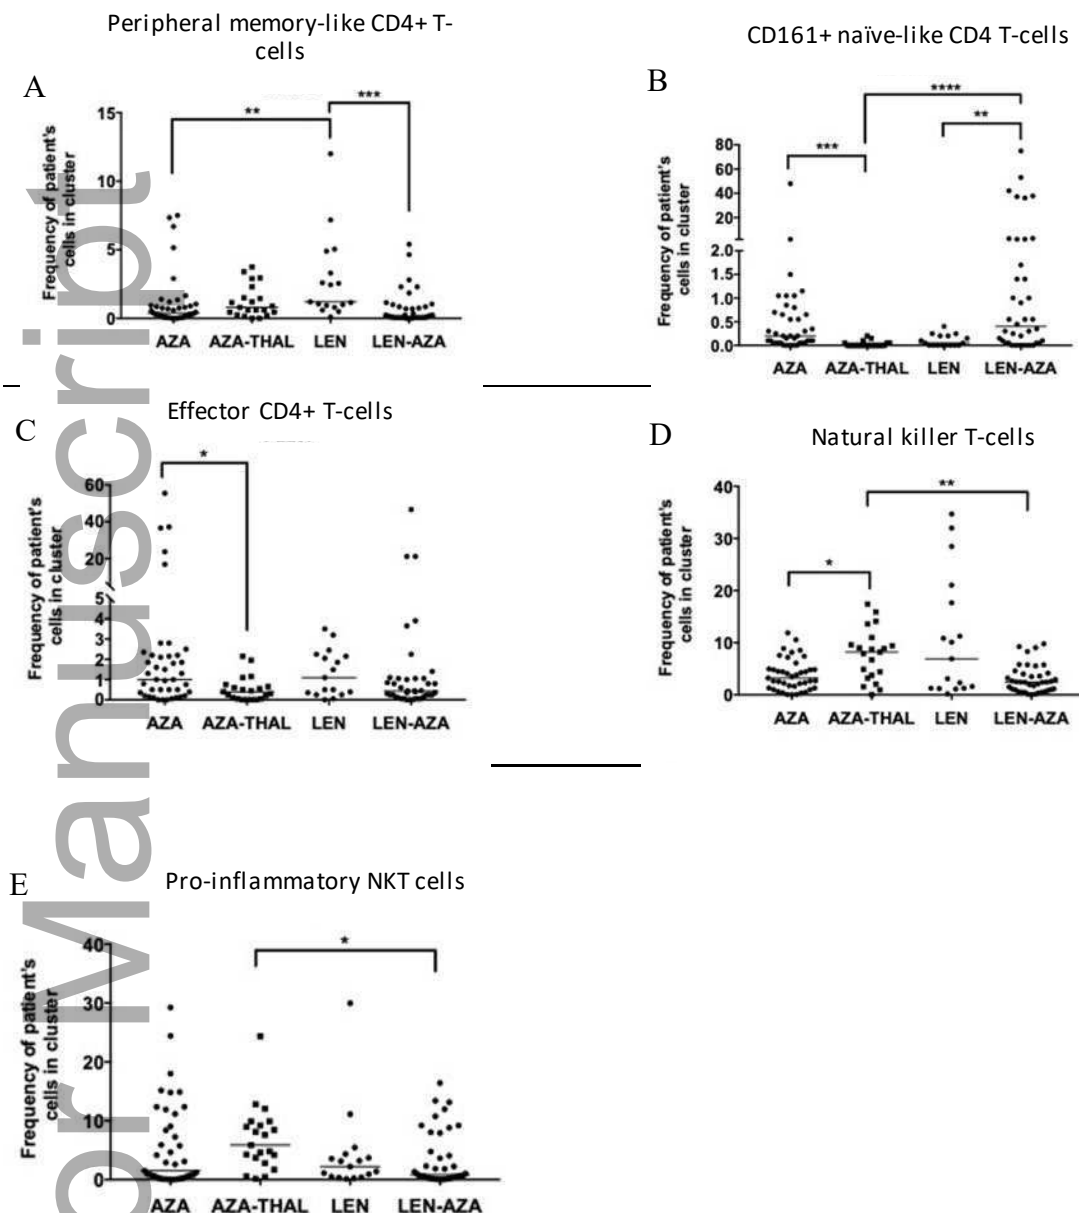 Peripheral memory-like CD4+ T-
cells
CD161+ naïve-like CD4 T-cells
A
B
**
***
****
**
***
Frequency of patient's
cells in cluster
15
10
5
0
AZA AZA-THAL LEN LEN-AZA
Frequency of patient's
cells in cluster
80
60
40
20
2.0
1.5
1.0
0.5
0.0
AZA AZA-THAL LEN LEN-AZA
Effector CD4+ T-cells
C
*
Frequency of patient's
cells in cluster
60
40
20
5
4
3
2
1
0
AZA AZA-THAL LEN LEN-AZA
D
Natural killer T-cells
**
*
Frequency of patient's
cells in cluster
40
30
20
10
0
AZA AZA-THAL LEN LEN-AZA
E
Pro-inflammatory NKT cells
*
Frequency of patient's
cells in cluster
40
30
20
10
0
AZA AZA-THAL LEN LEN-AZA
or Manuscript